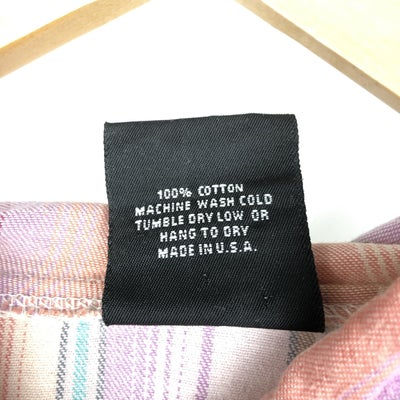 100% COTTON
MACHINE WASH COLD
TUMBLE DRY LOW OR
HANG TO DRY
MADE IN U.S.A.